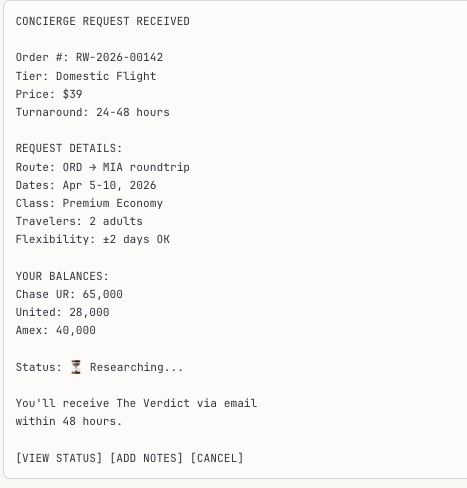 CONCIERGE REQUEST RECEIVED
Order #: RW-2026-00142
Tier: Domestic Flight
Price: $39
Turnaround: 24-48 hours
REQUEST DETAILS:
Route: ORD → MIA roundtrip
Dates: Apr 5-10, 2026
Class: Premium Economy
Travelers: 2 adults
Flexibility: ±2 days OK
YOUR BALANCES:
Chase UR: 65,000
United: 28,000
Amex: 40,000
Status: ⏳ Researching...
You'll receive The Verdict via email
within 48 hours.
[VIEW STATUS] [ADD NOTES] [CANCEL]